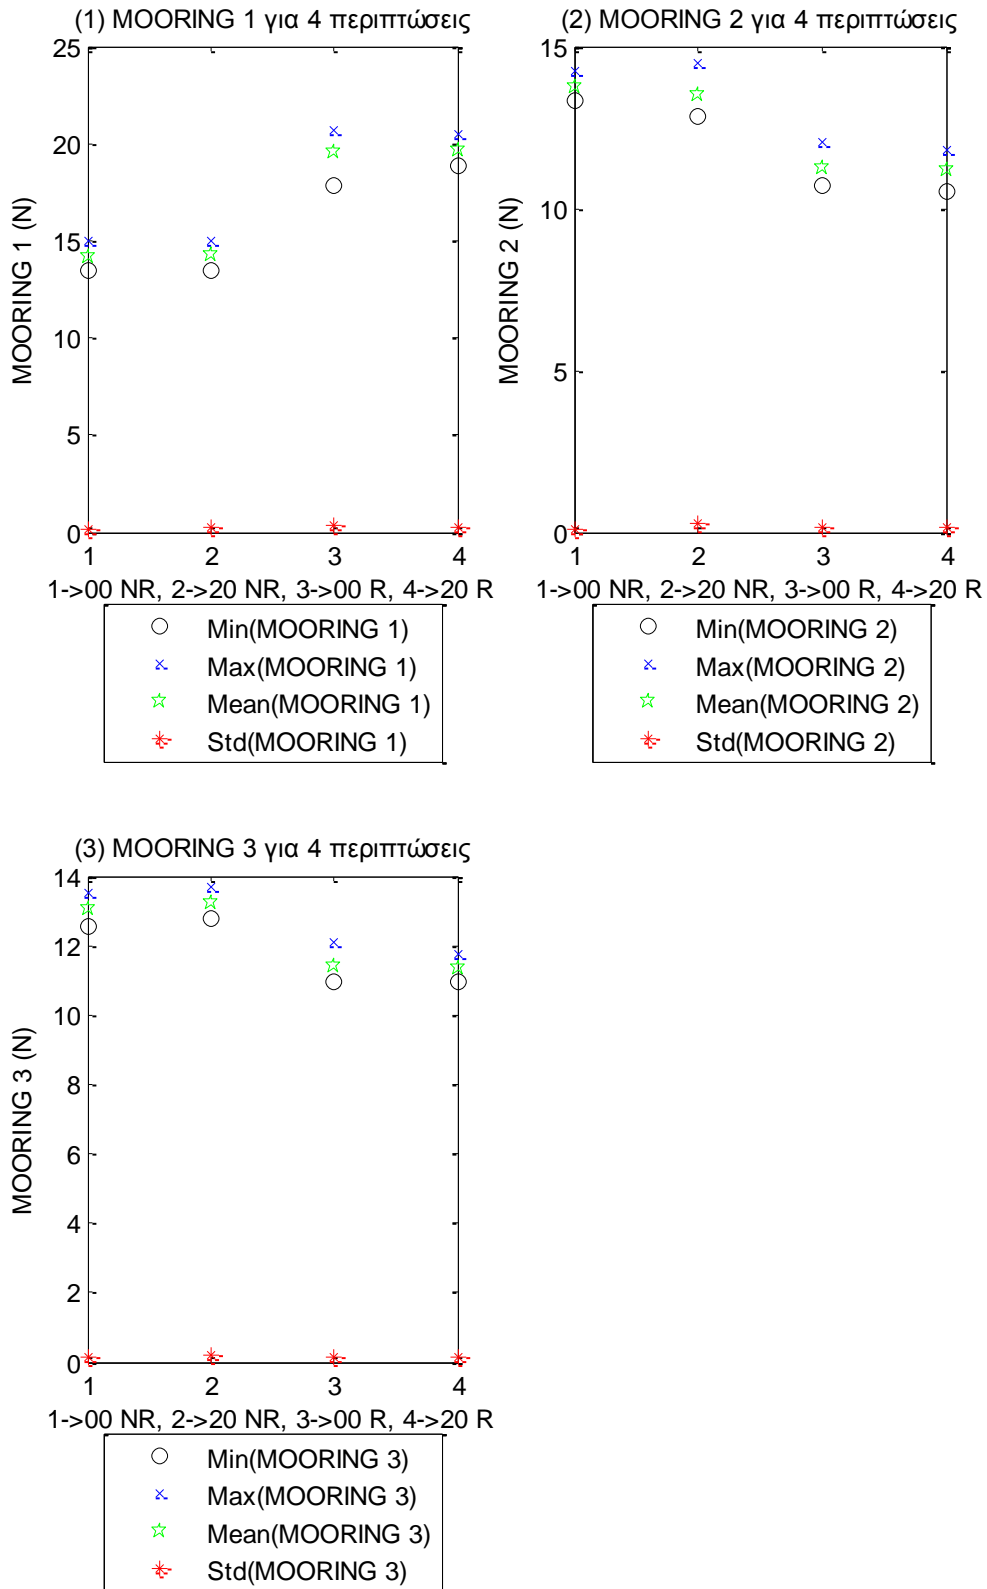 (1) MOORING 1 για 4 περιπτώσεις
25
20
15
10
5
0
MOORING 1 (N)
1 2 3 4
1->00 NR, 2->20 NR, 3->00 R, 4->20 R
Min(MOORING 1)
Max(MOORING 1)
Mean(MOORING 1)
Std(MOORING 1)
(2) MOORING 2 για 4 περιπτώσεις
15
10
5
0
MOORING 2 (N)
1 2 3 4
1->00 NR, 2->20 NR, 3->00 R, 4->20 R
Min(MOORING 2)
Max(MOORING 2)
Mean(MOORING 2)
Std(MOORING 2)
(3) MOORING 3 για 4 περιπτώσεις
14
12
10
8
6
4
2
0
MOORING 3 (N)
1 2 3 4
1->00 NR, 2->20 NR, 3->00 R, 4->20 R
Min(MOORING 3)
Max(MOORING 3)
Mean(MOORING 3)
Std(MOORING 3)